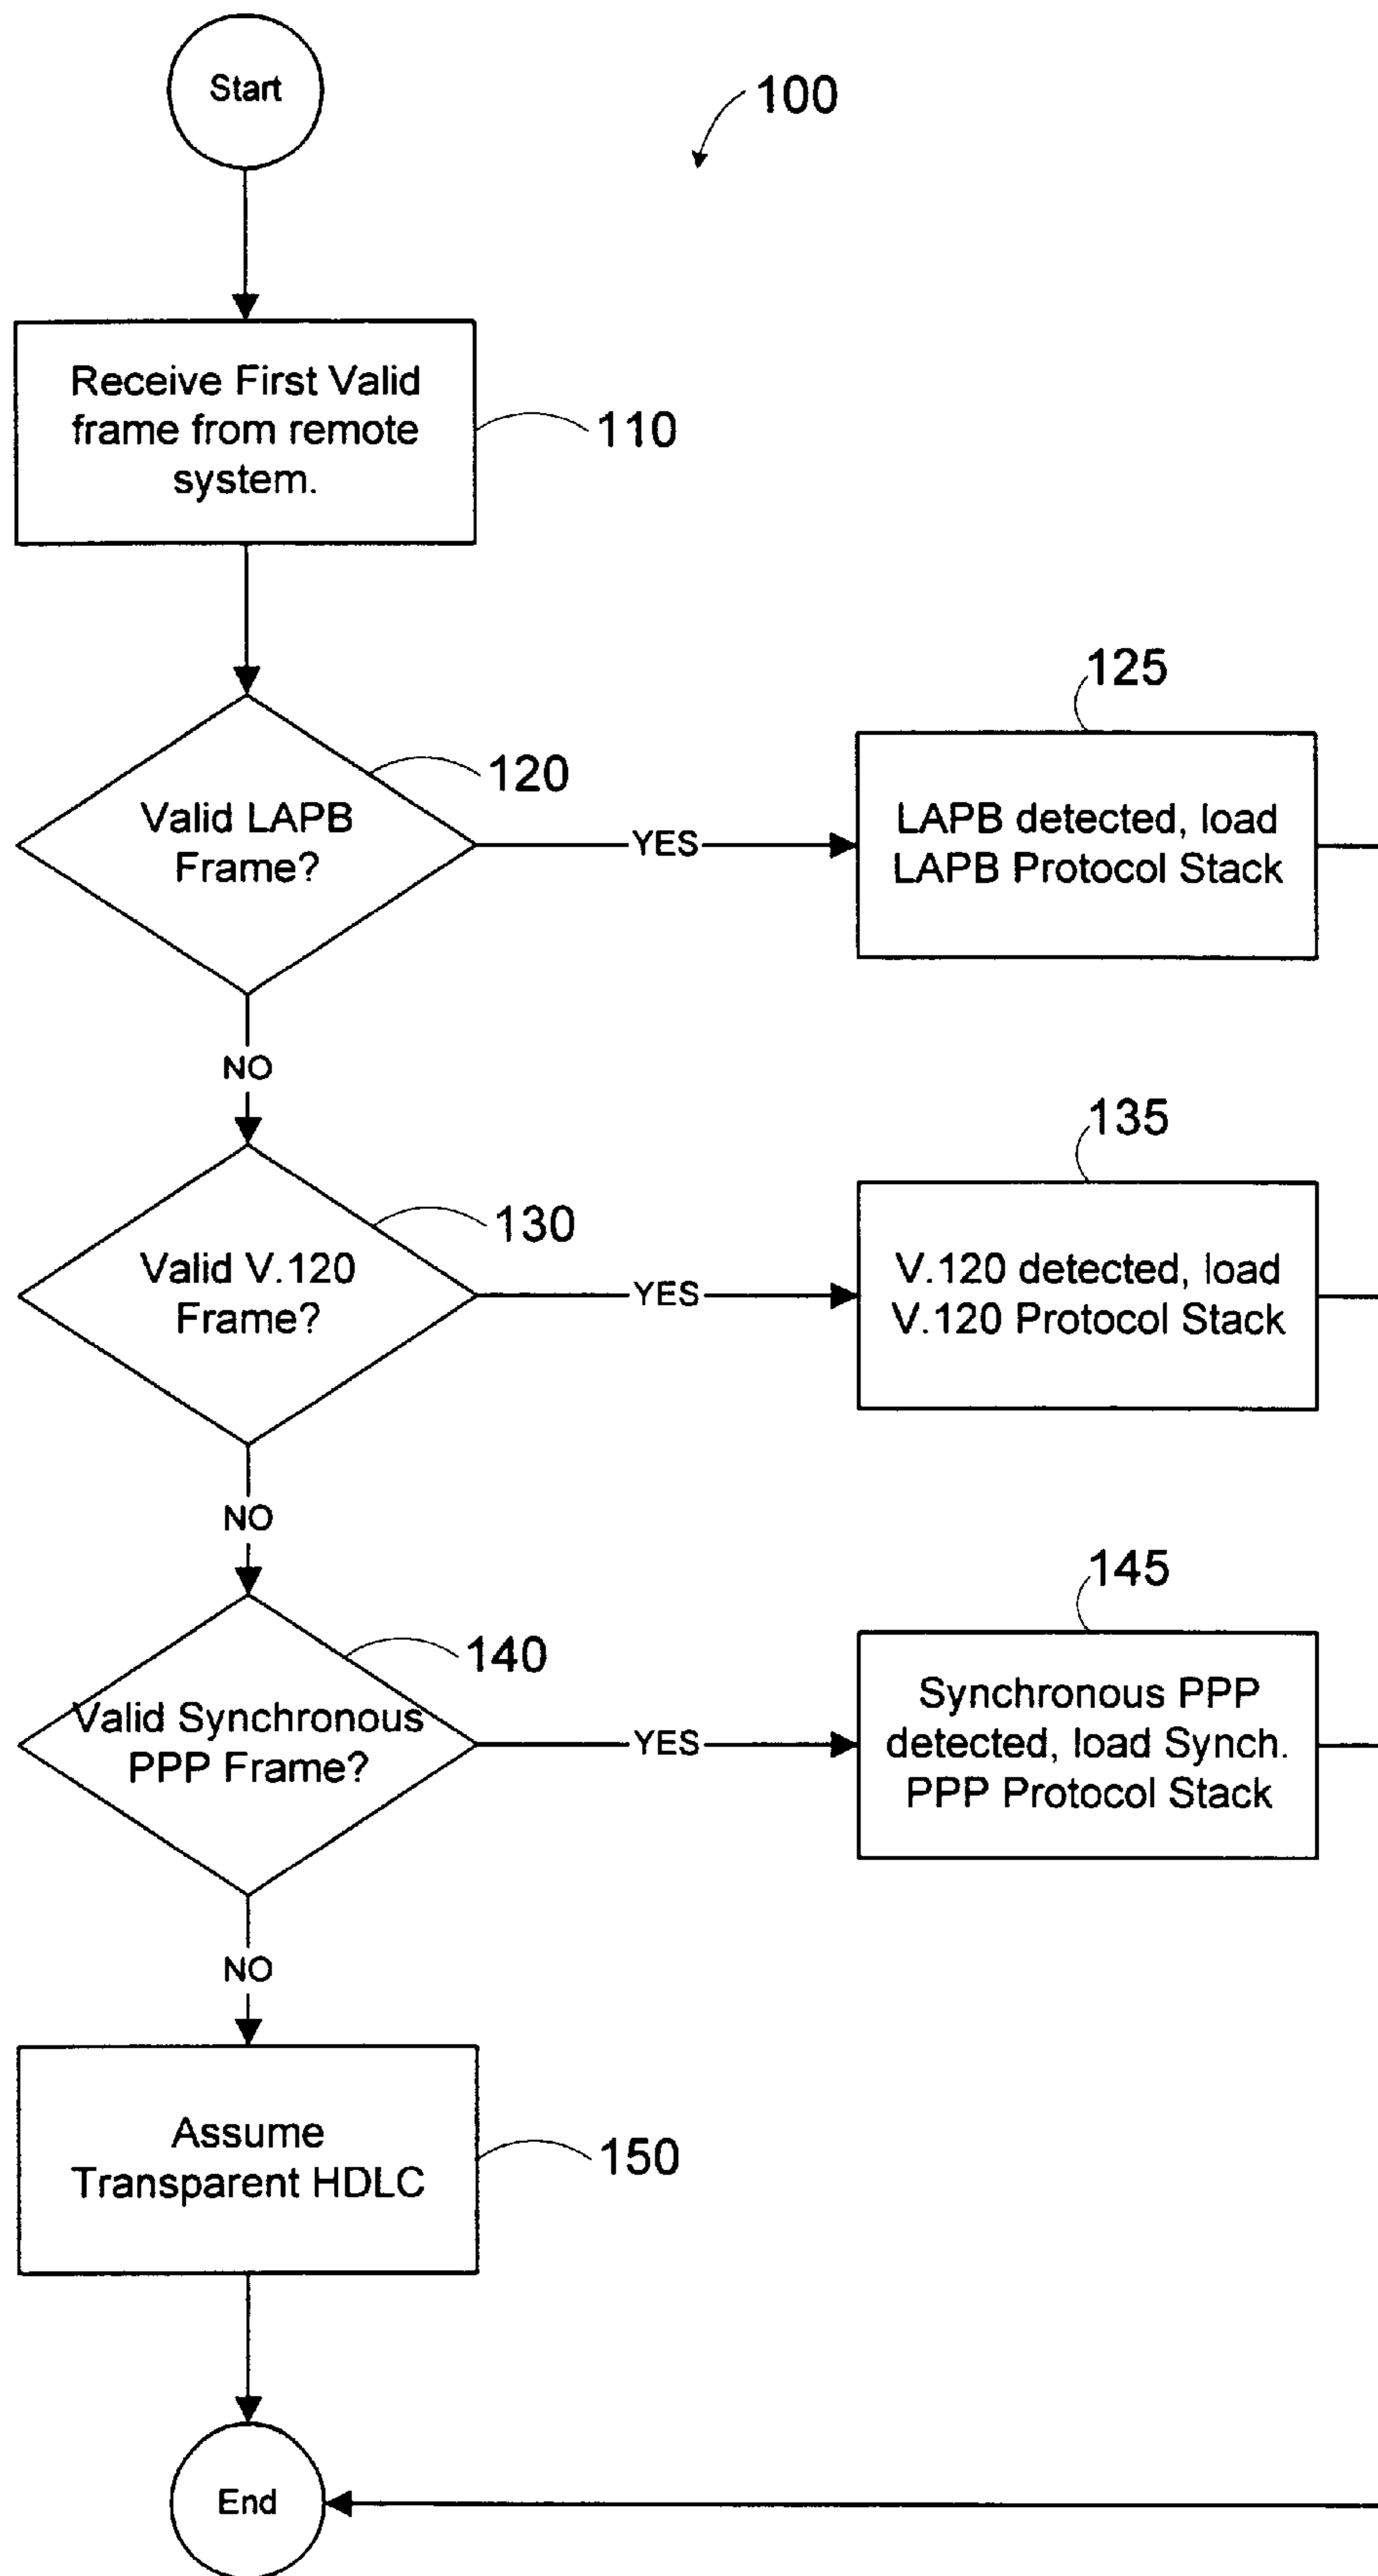 Start
100
Receive First Valid
frame from remote
system.
110
125
120
Valid LAPB
Frame?
YES
LAPB detected, load
LAPB Protocol Stack
NO
135
130
Valid V.120
Frame?
YES
V.120 detected, load
V.120 Protocol Stack
NO
145
140
Valid Synchronous
PPP Frame?
YES
Synchronous PPP
detected, load Synch.
PPP Protocol Stack
NO
Assume
Transparent HDLC
150
End